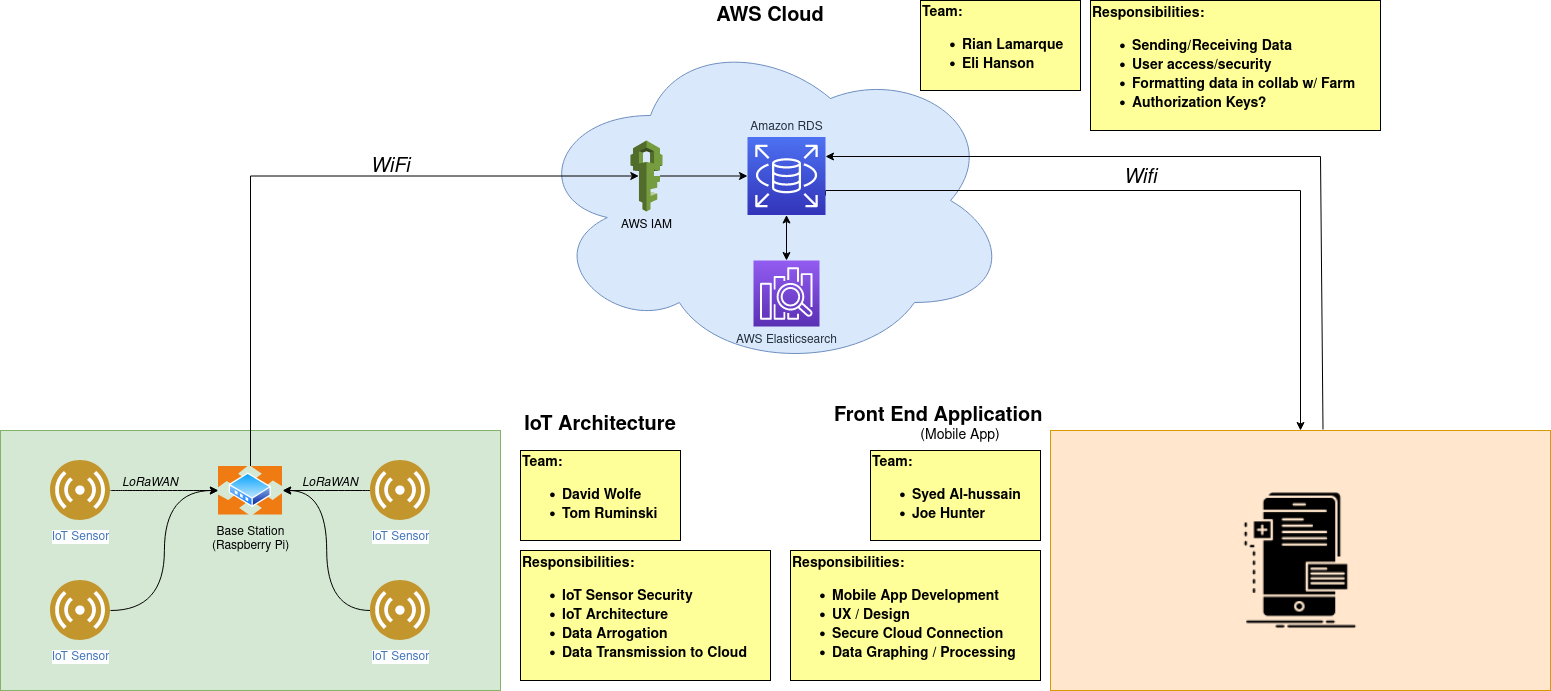 AWS Cloud
Team:
• Rian Lamarque
• Eli Hanson
Responsibilities:
• Sending/Receiving Data
• User access/security
• Formatting data in collab w/ Farm
• Authorization Keys?
Amazon RDS
WiFi
Wifi
AWS IAM
AWS Elasticsearch
IoT Architecture
Team:
• David Wolfe
• Tom Ruminski
Responsibilities:
• IoT Sensor Security
• IoT Architecture
• Data Arrogation
• Data Transmission to Cloud
Front End Application
(Mobile App)
Team:
• Syed Al-hussain
• Joe Hunter
Responsibilities:
• Mobile App Development
• UX / Design
• Secure Cloud Connection
• Data Graphing / Processing
LoRaWAN
LoRaWAN
IoT Sensor
Base Station
(Raspberry Pi)
IoT Sensor
IoT Sensor
IoT Sensor